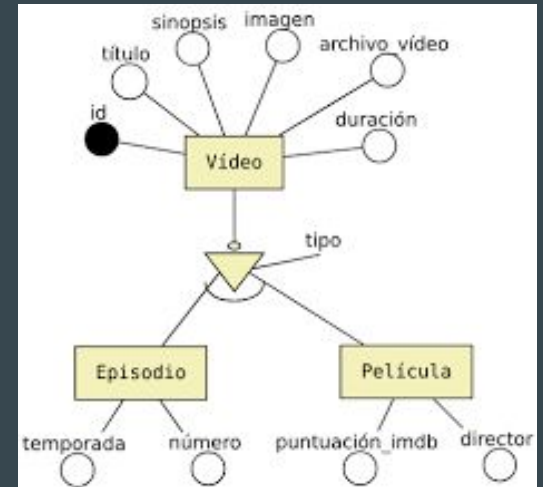 sinopsis
imagen
título
archivo_vídeo
id
duración
Vídeo
tipo
Episodio
Película
temporada
número
puntuación_imdb
director